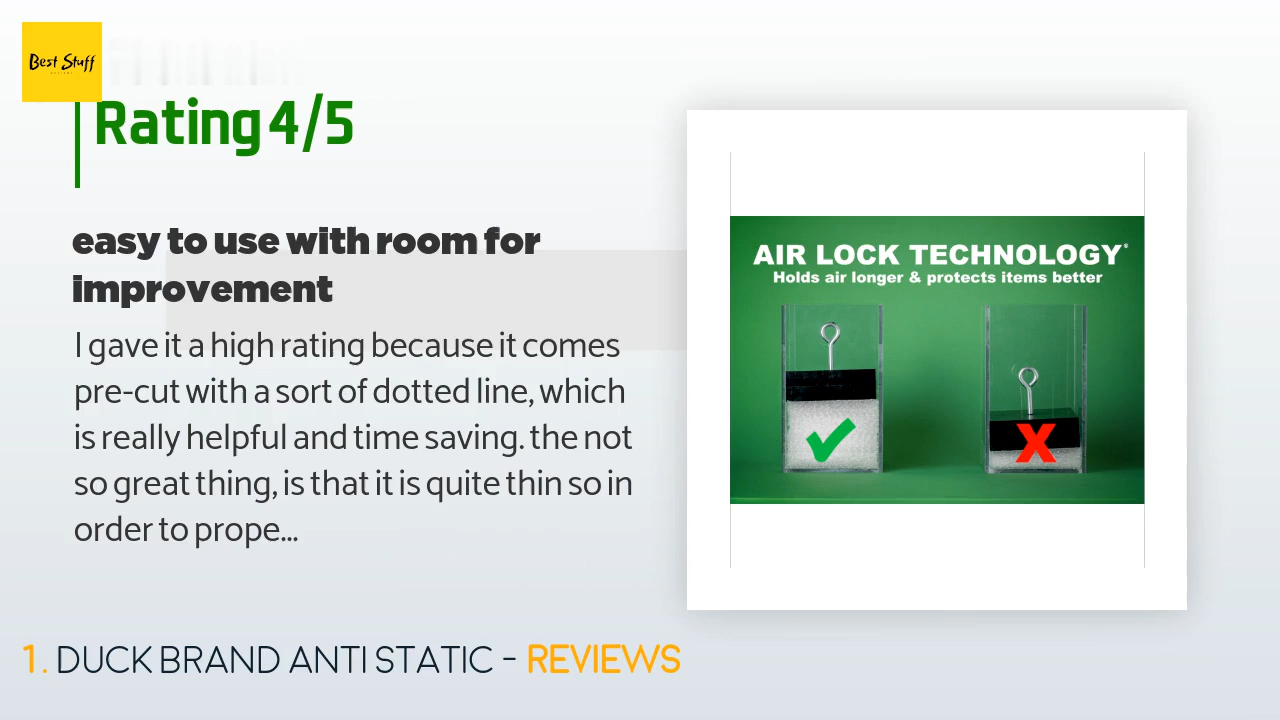 Best Stuff
Rating 4/5
easy to use with room for
improvement
I gave it a high rating because it comes
pre-cut with a sort of dotted line, which
is really helpful and time saving. the not
so great thing, is that it is quite thin so in
order to prope...
AIR LOCK TECHNOLOGY®
Holds air longer & protects items better
X
1. DUCK BRAND ANTI STATIC - REVIEWS